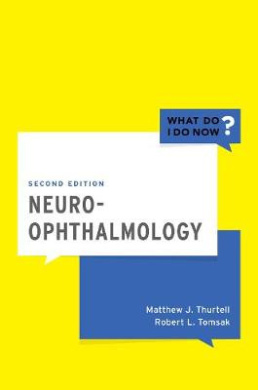 WHAT DO
I DO NOW ?
SECOND EDITION
NEURO-
OPHTHALMOLOGY
Matthew J. Thurtell
Robert L. Tomsak